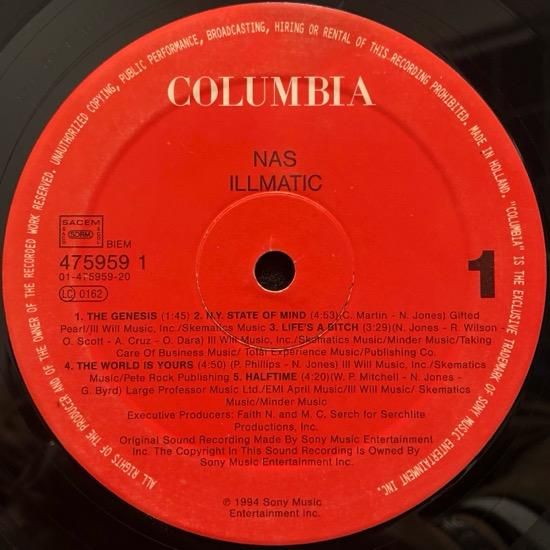 ALL RIGHTS OF THE PRODUCER AND OF THE OWNER OF THE RECORDED WORK RESERVED. UNAUTHORIIED COPYING, PUBLIC PERFORMANCE, BROADCASTING, HIRING OR RENTAL OF THIS RECORDING PROHIBITED. MADE IN HOLLAND. "COLUMBIA" IS THE EXCLUSIVE TRADEMARK OF SONY MUSIC ENTERTAINMENT INC.
COLUMBIA
NAS
ILLMATIC
SACEM
SDRM
BIEM
475959 1
01-475959-20
LC 0162
1
1. THE GENESIS (1:45) 2. N.Y. STATE OF MIND (4:53)(C. Martin - N. Jones) Gifted
Pearl/Ill Will Music, Inc./Skematics Music 3. LIFE'S A BITCH (3:29)(N. Jones - R. Wilson -
O. Scott - A. Cruz - O. Dara) Ill Will Music, Inc./Skematics Music/Minder Music/Taking
Care Of Business Music/ Total Experience Music/Publishing Co.
4. THE WORLD IS YOURS (4:50) (P. Phillips - N. Jones) Ill Will Music, Inc./Skematics
Music/Pete Rock Publishing 5. HALFTIME (4:20)(W. P. Mitchell - N. Jones -
G. Byrd) Large Professor Music Ltd./EMI April Music/Ill Will Music/ Skematics
Music/Minder Music
Executive Producers: Faith N. and M. C. Serch for Serchlite
Productions, Inc.
Original Sound Recording Made By Sony Music Entertainment
Inc. The Copyright In This Sound Recording Is Owned By
Sony Music Entertainment Inc.
℗ 1994 Sony Music
Entertainment Inc.